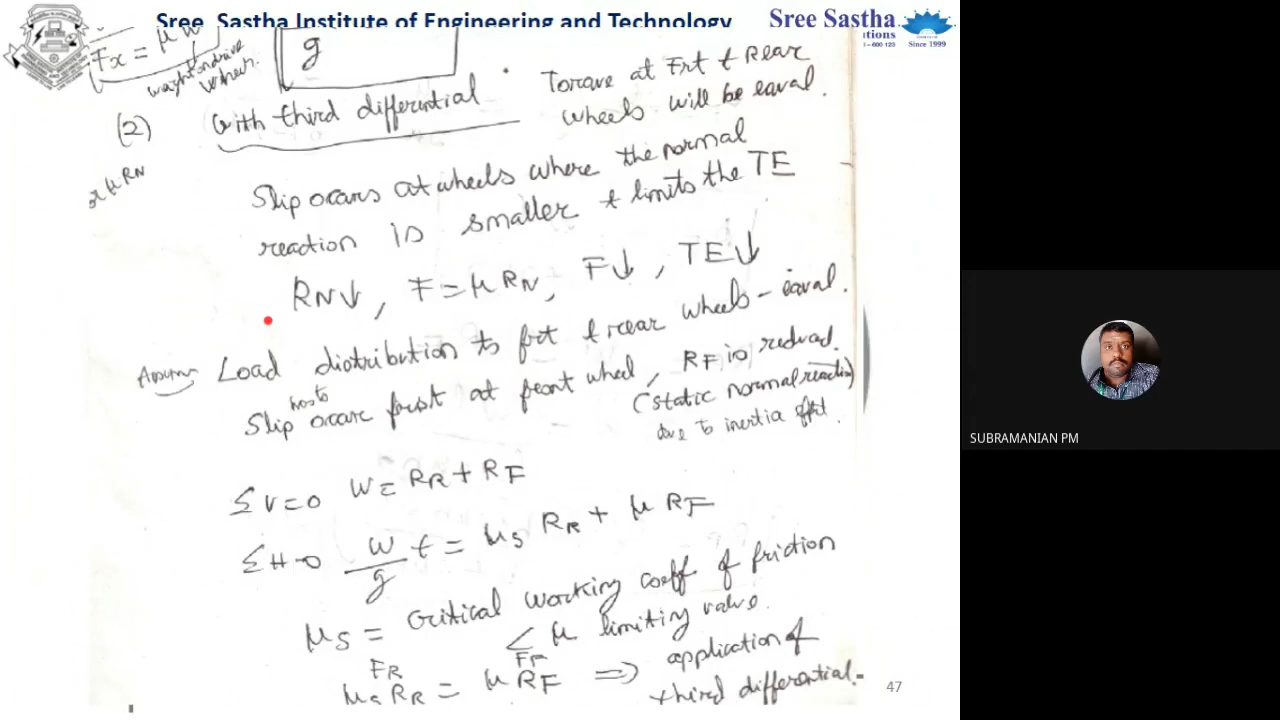 Sree Sastha Institute of Engineering and Technology
Sree Sastha
Since 1999
Fx = μ W
g
(2) with third differential
Torque at Frt & Rear
wheels will be equal.
μ RN
Slip occurs at wheels where the normal
reaction is smaller & limits the TE
RN↓, F = μ RN, F↓, TE↓
Load distribution to frt & rear wheels - equal.
Slip occur first at front wheel, RF is reduced.
has to
(static normal reaction)
due to inertia effect.
ΣV=0 W = RR + RF
ΣH=0 W/g f = μs RR + μ RF
μs = critical working coeff of friction
< μ limiting value.
FR FF
μs RR = μ RF ⇒ application of
third differential.
47
SUBRAMANIAN PM